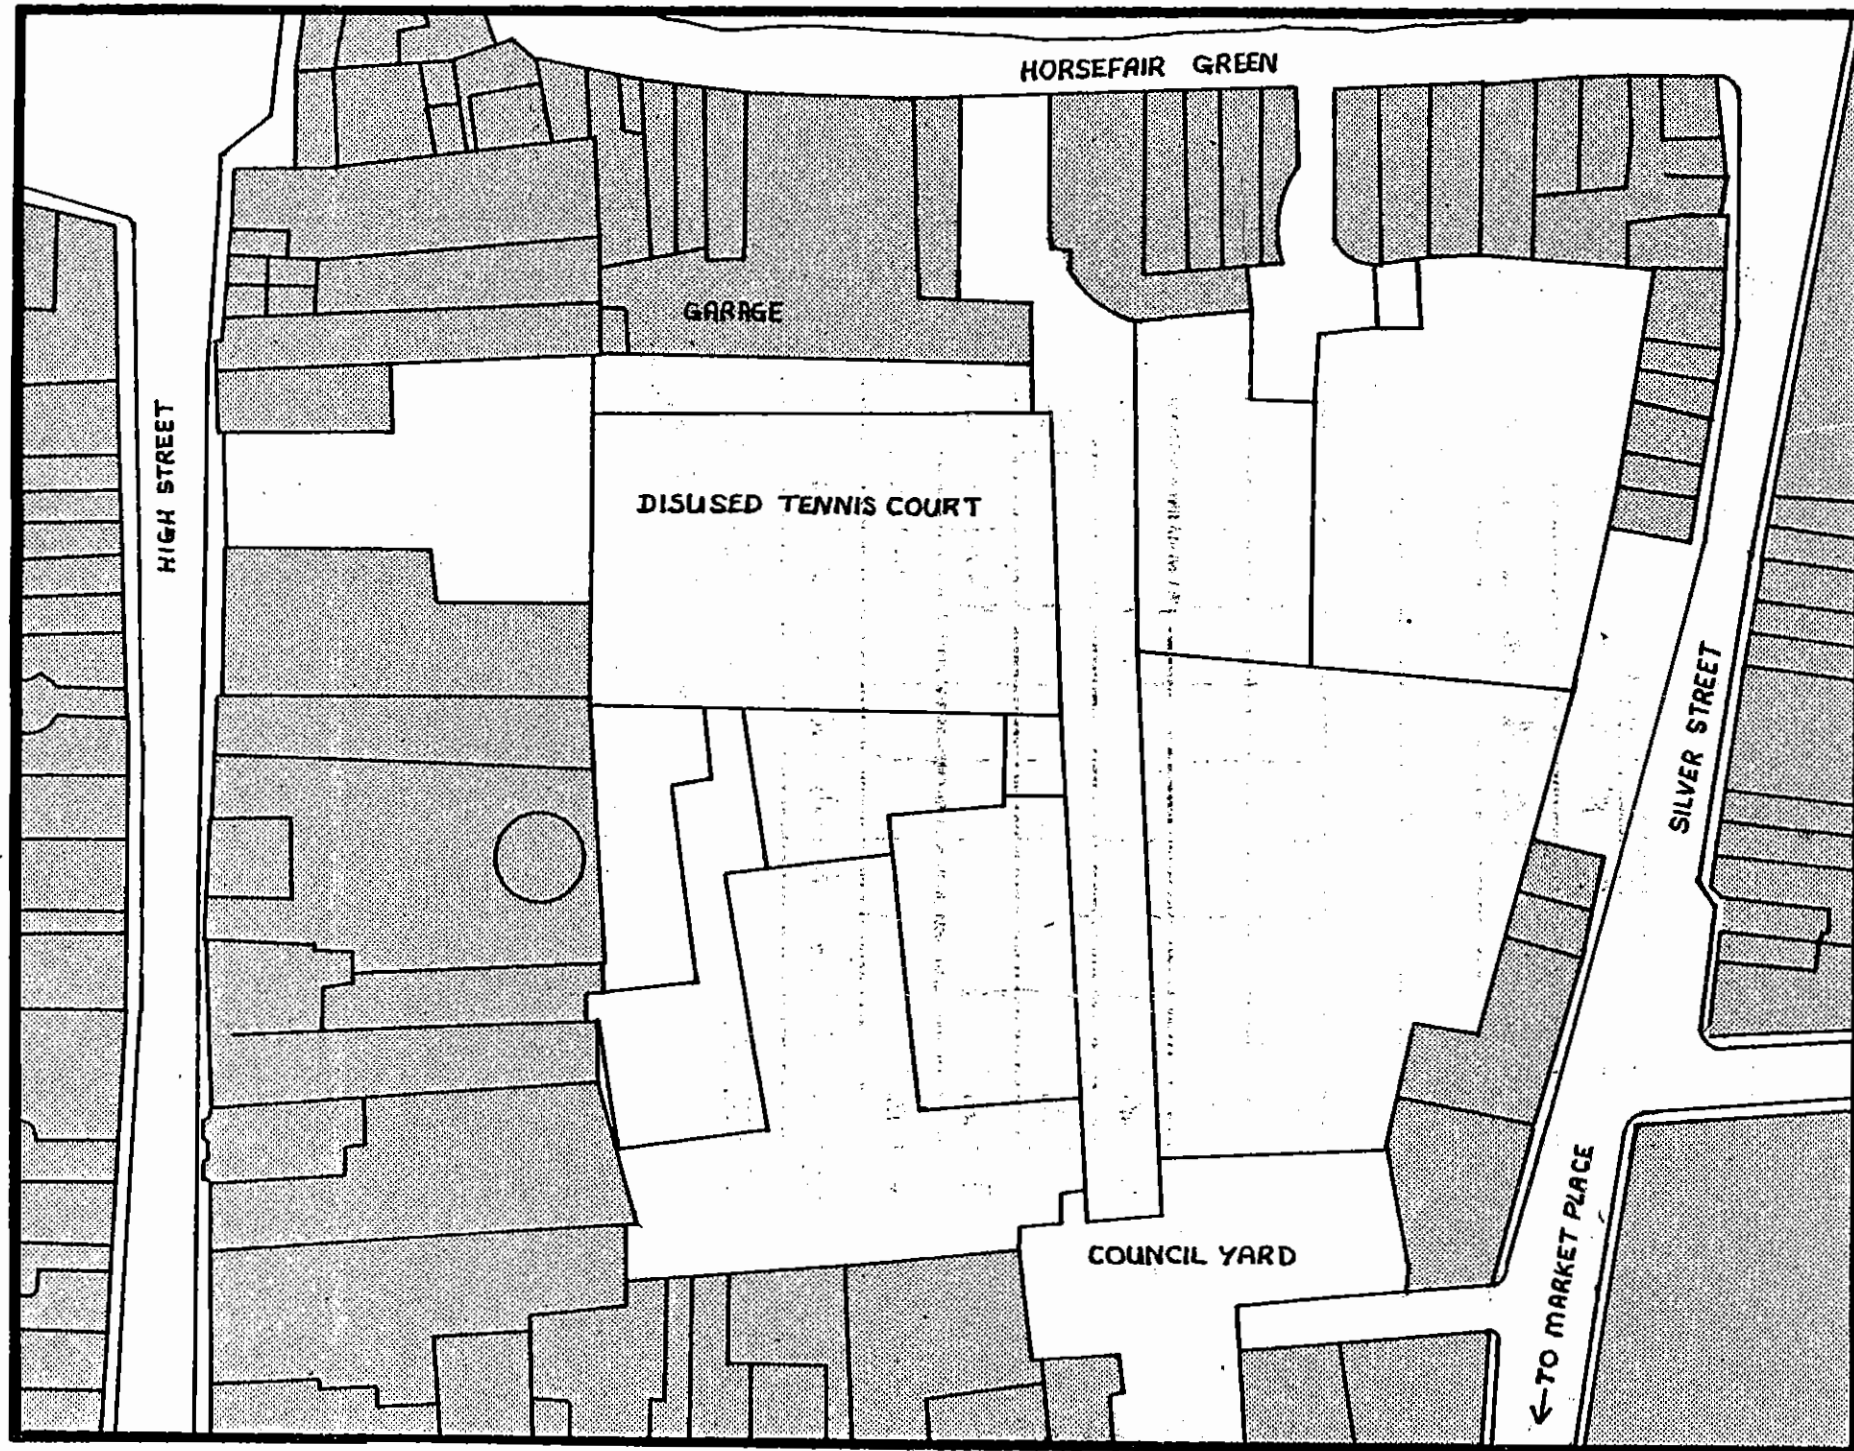 HORSEFAIR GREEN
GARAGE
HIGH STREET
DISUSED TENNIS COURT
SILVER STREET
COUNCIL YARD
←TO MARKET PLACE